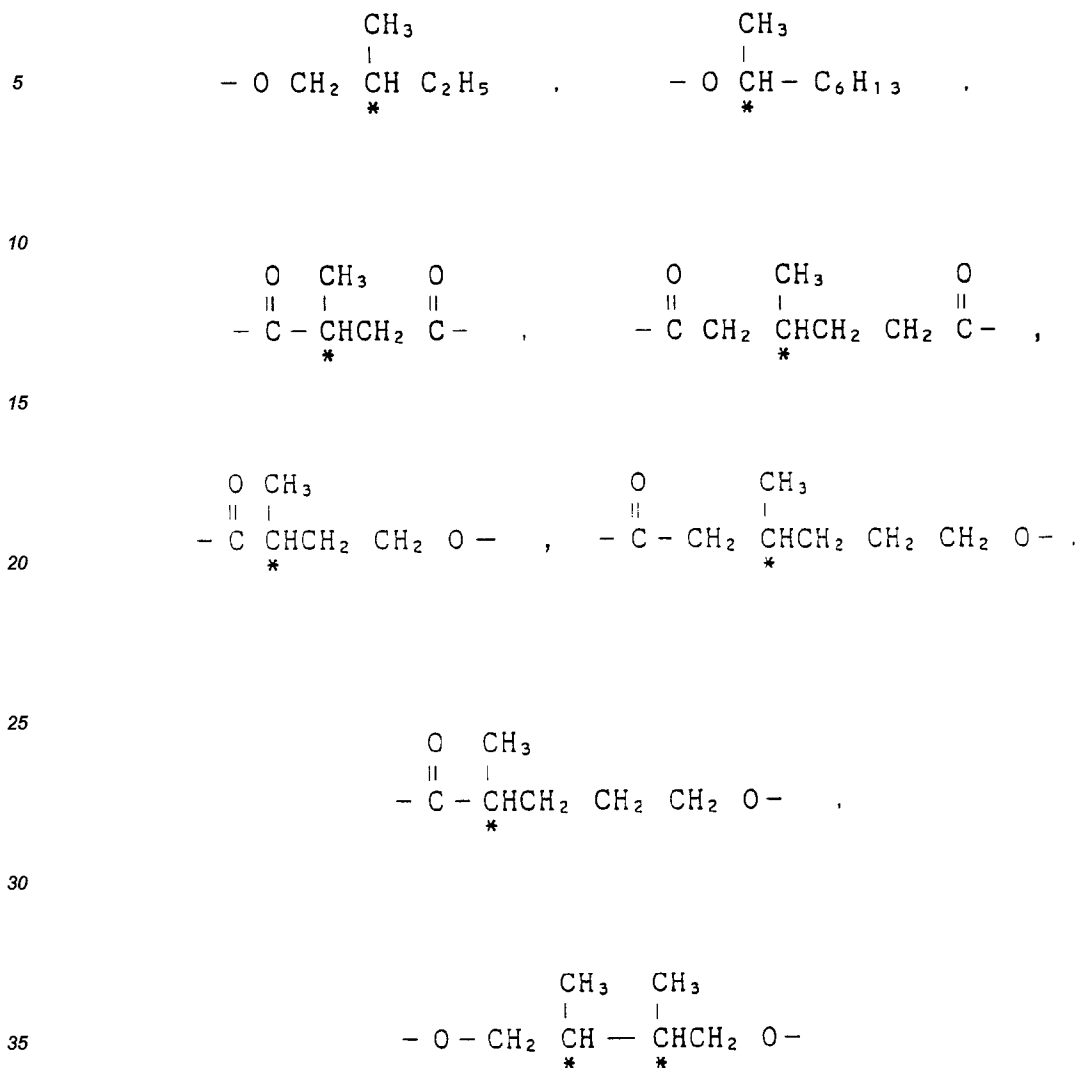 CH₃ CH₃
| |
5 – O CH₂ CH C₂H₅ , – O CH – C₆H₁₃ ,
* *
10
O CH₃ O O CH₃ O
|| | || || | ||
– C – CHCH₂ C – , – C CH₂ CHCH₂ CH₂ C – ,
* *
15
O CH₃ O CH₃
|| | || |
– C CHCH₂ CH₂ O – , – C – CH₂ CHCH₂ CH₂ CH₂ O – .
20 * *
25
O CH₃
|| |
– C – CHCH₂ CH₂ CH₂ O – ,
*
30
CH₃ CH₃
| |
35 – O – CH₂ CH — CHCH₂ O –
* *